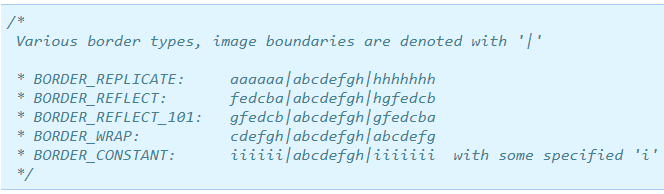 /*
 Various border types, image boundaries are denoted with '|'

 * BORDER_REPLICATE:     aaaaaa|abcdefgh|hhhhhhh
 * BORDER_REFLECT:       fedcba|abcdefgh|hgfedcb
 * BORDER_REFLECT_101:   gfedcb|abcdefgh|gfedcba
 * BORDER_WRAP:          cdefgh|abcdefgh|abcdefg
 * BORDER_CONSTANT:      iiiiii|abcdefgh|iiiiiii  with some specified 'i'
 */